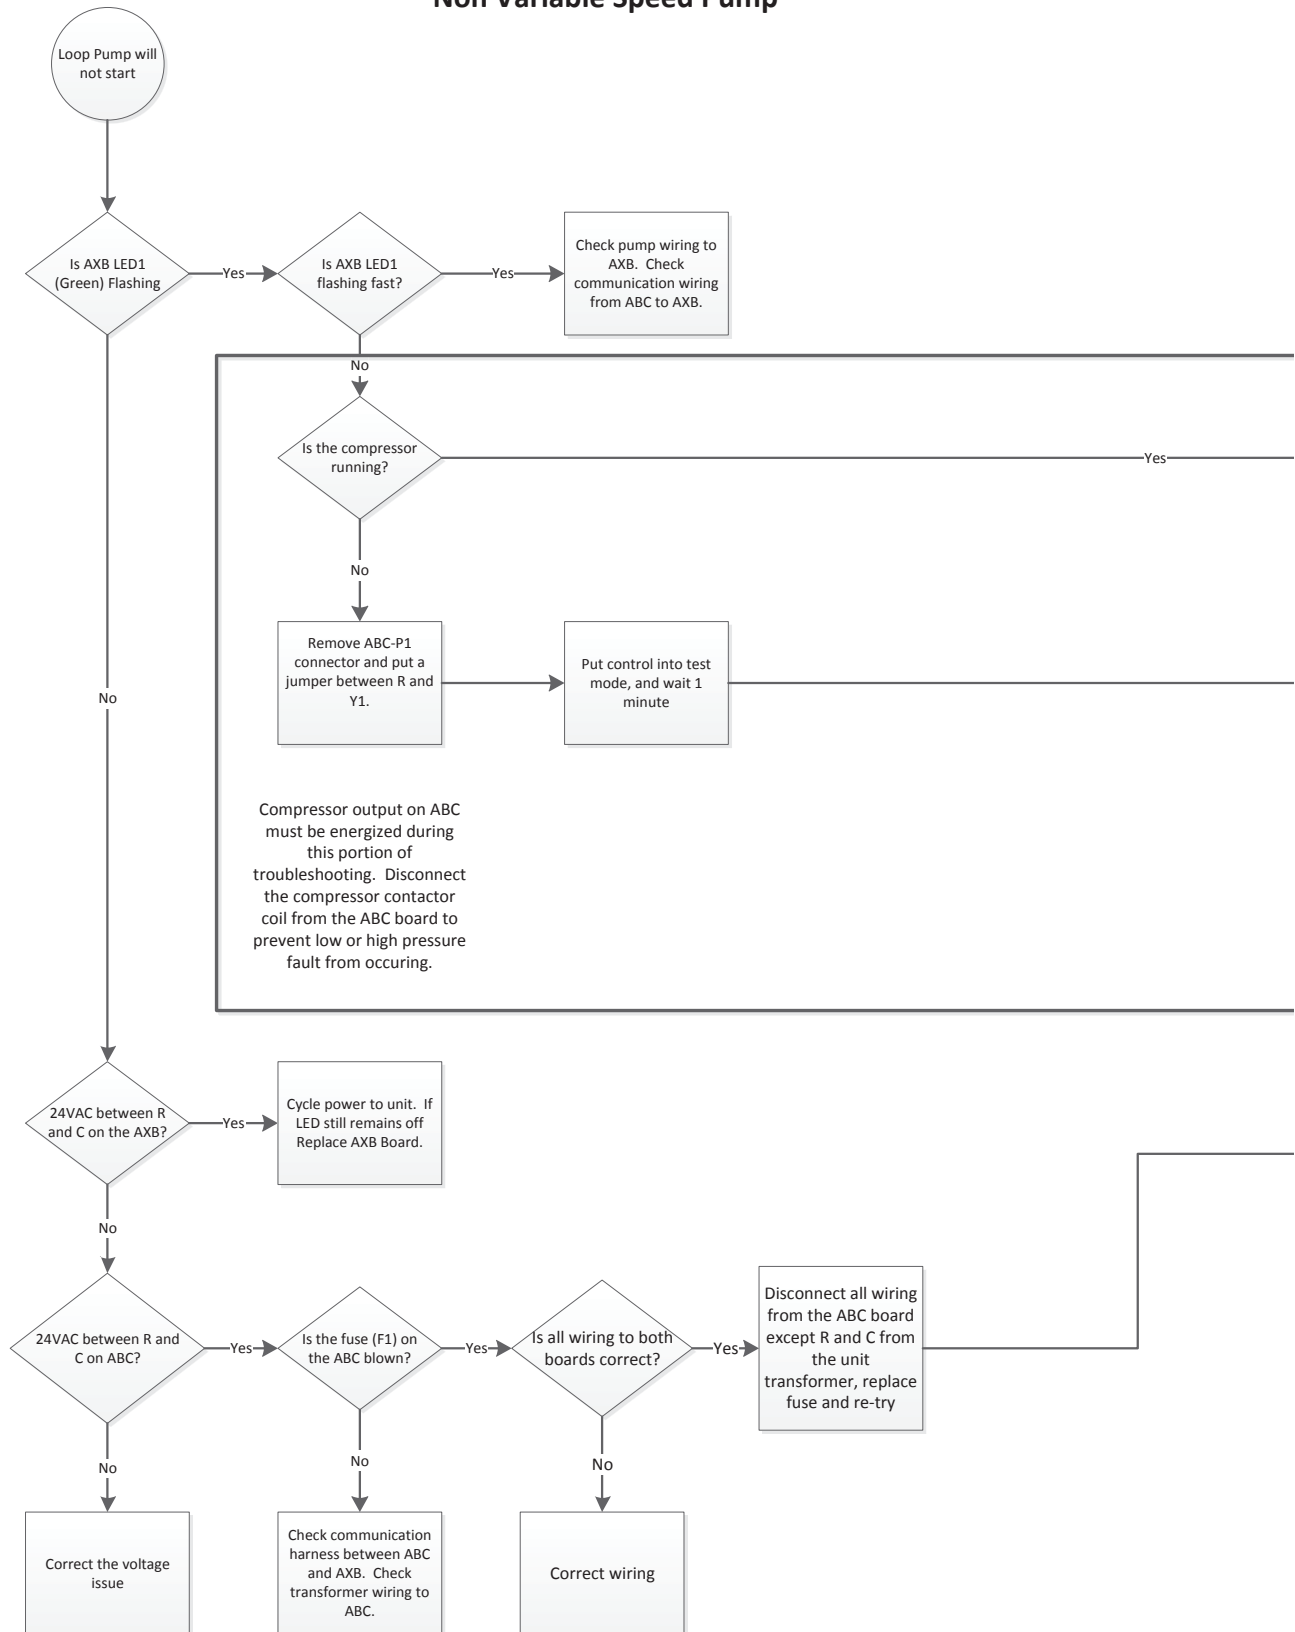 Non Variable Speed Pump
Loop Pump will
not start
Is AXB LED1
(Green) Flashing
Yes
Is AXB LED1
flashing fast?
Yes
Check pump wiring to
AXB. Check
communication wiring
from ABC to AXB.
No
Is the compressor
running?
Yes
No
Remove ABC-P1
connector and put a
jumper between R and
Y1.
Put control into test
mode, and wait 1
minute
No
Compressor output on ABC
must be energized during
this portion of
troubleshooting. Disconnect
the compressor contactor
coil from the ABC board to
prevent low or high pressure
fault from occuring.
24VAC between R
and C on the AXB?
Yes
Cycle power to unit. If
LED still remains off
Replace AXB Board.
No
24VAC between R and
C on ABC?
Yes
Is the fuse (F1) on
the ABC blown?
Yes
Is all wiring to both
boards correct?
Yes
Disconnect all wiring
from the ABC board
except R and C from
the unit
transformer, replace
fuse and re-try
No
No
No
Correct the voltage
issue
Check communication
harness between ABC
and AXB. Check
transformer wiring to
ABC.
Correct wiring